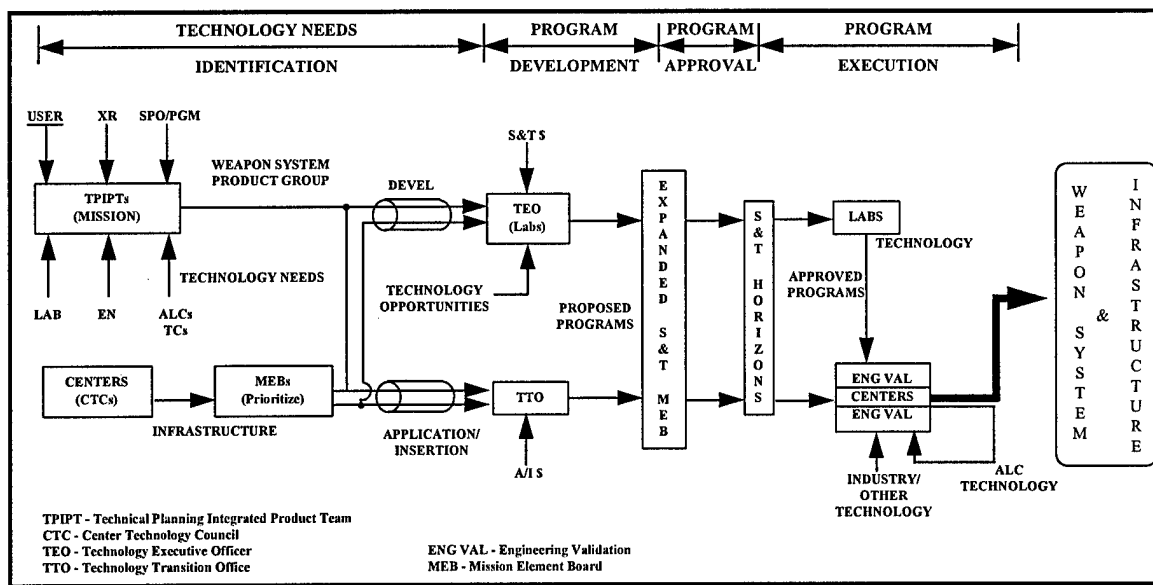 TECHNOLOGY NEEDS
IDENTIFICATION
PROGRAM
DEVELOPMENT
PROGRAM
APPROVAL
PROGRAM
EXECUTION
USER
XR
SPO/PGM
TPIPTs
(MISSION)
LAB
EN
ALCs
TCs
WEAPON SYSTEM
PRODUCT GROUP
TECHNOLOGY NEEDS
DEVEL
S&T $
TEO
(Labs)
TECHNOLOGY
OPPORTUNITIES
CENTERS
(CTCs)
INFRASTRUCTURE
MEBs
(Prioritize)
APPLICATION/
INSERTION
TTO
A/I $
PROPOSED
PROGRAMS
EXPANDED S&T MEB
S&T HORIZONS
LABS
TECHNOLOGY
APPROVED
PROGRAMS
ENG VAL
CENTERS
ENG VAL
INDUSTRY/
OTHER
TECHNOLOGY
ALC
TECHNOLOGY
WEAPON SYSTEM
&
INFRASTRUCTURE
TPIPT - Technical Planning Integrated Product Team
CTC - Center Technology Council
TEO - Technology Executive Officer
TTO - Technology Transition Office
ENG VAL - Engineering Validation
MEB - Mission Element Board